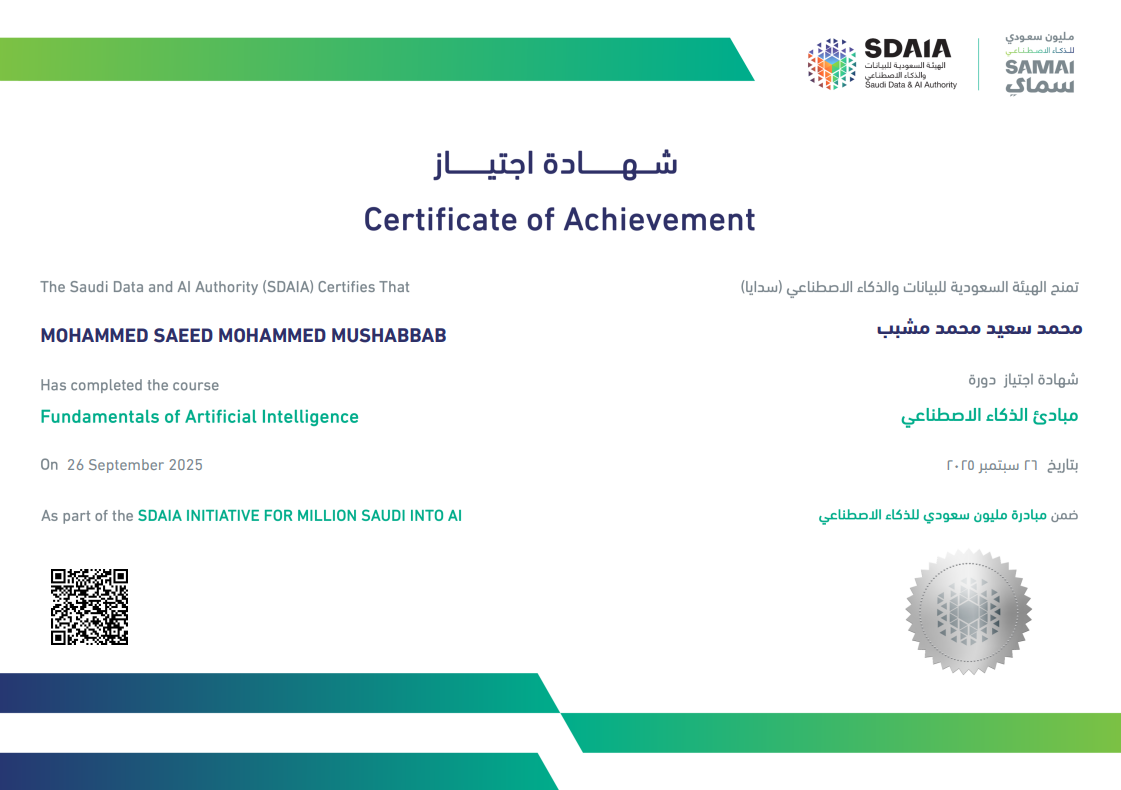 SDAIA
الهيئة السعودية للبيانات
والذكاء الاصطناعي
Saudi Data & AI Authority
مليون سعودي
للذكاء الاصطناعي
SAMAI
سماي
شهــادة اجتيــاز
Certificate of Achievement
The Saudi Data and AI Authority (SDAIA) Certifies That
تمنح الهيئة السعودية للبيانات والذكاء الاصطناعي (سدايا)
MOHAMMED SAEED MOHAMMED MUSHABBAB
محمد سعيد محمد مشبب
Has completed the course
شهادة اجتياز دورة
Fundamentals of Artificial Intelligence
مبادئ الذكاء الاصطناعي
On 26 September 2025
بتاريخ ٢٦ سبتمبر ٢٠٢٥
As part of the SDAIA INITIATIVE FOR MILLION SAUDI INTO AI
ضمن مبادرة مليون سعودي للذكاء الاصطناعي